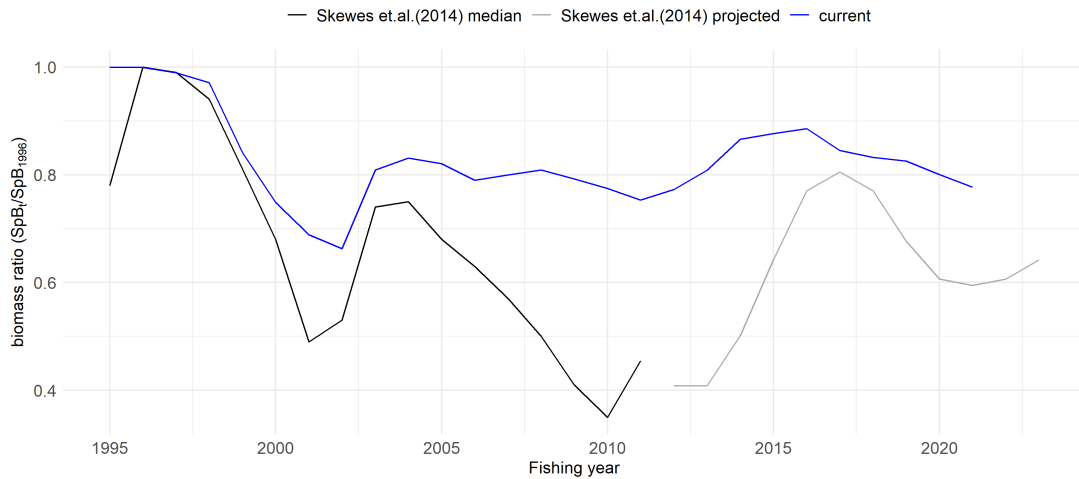 Skewes et.al.(2014) median Skewes et.al.(2014) projected current
1.0
0.8
0.6
0.4
biomass ratio (SpBt/SpB1996)
1995 2000 2005 2010 2015 2020
Fishing year